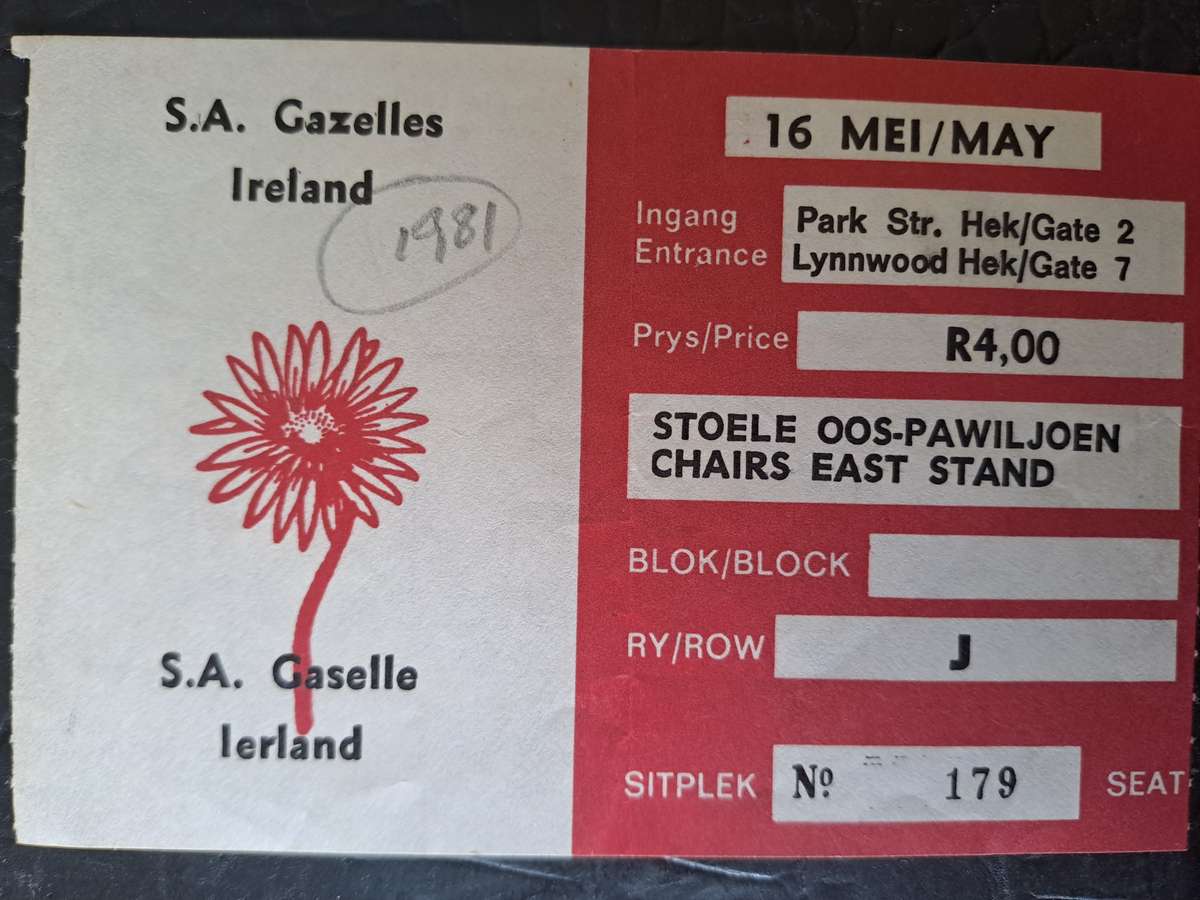 S.A. Gazelles
Ireland
1981
S.A. Gaselle
Ierland
16 MEI/MAY
Ingang
Entrance
Park Str. Hek/Gate 2
Lynnwood Hek/Gate 7
Prys/Price R4,00
STOELE OOS-PAWILJOEN
CHAIRS EAST STAND
BLOK/BLOCK
RY/ROW J
SITPLEK Nº 179 SEAT